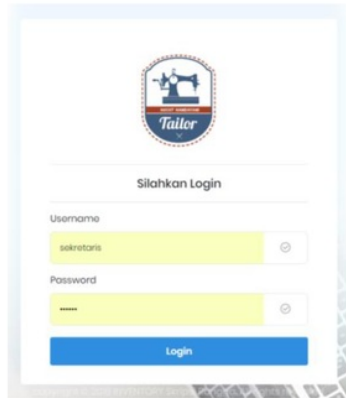 Tailor
Silahkan Login
Username
sekretaris
Password
••••••
Login